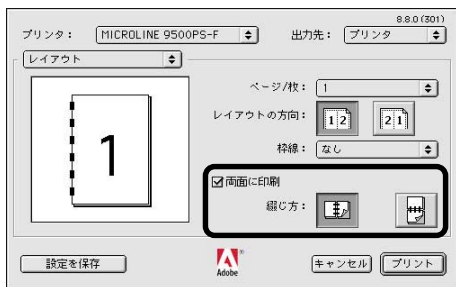 8.8.0 (301)
プリンタ： MICROLINE 9500PS-F 出力先： プリンタ
レイアウト
ページ/枚： 1
レイアウトの方向： 1 2 2 1
枠線： なし
1
両面に印刷
綴じ方：
設定を保存 Adobe キャンセル プリント